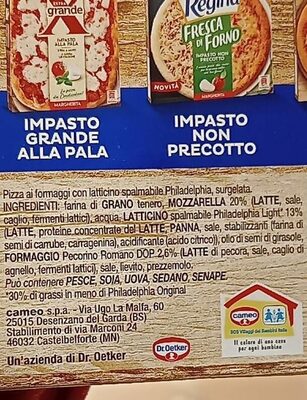 grande
IMPASTO
ALLA PALA
MARGHERITA
Regina
FRESCA
DI FORNO
IMPASTO NON
PRECOTTO
NOVITÀ
MARGHERITA
IMPASTO
GRANDE
ALLA PALA
IMPASTO
NON
PRECOTTO
Pizza ai formaggi con latticino spalmabile Philadelphia, surgelata.
INGREDIENTI: farina di GRANO tenero, MOZZARELLA 20% (LATTE, sale,
caglio, fermenti lattici), acqua, LATTICINO spalmabile Philadelphia Light* 13%
(LATTE, proteine concentrate del LATTE, PANNA, sale, stabilizzanti (farina di
semi di carrube, carragenina), acidificante (acido citrico)), olio di semi di girasole,
FORMAGGIO Pecorino Romano DOP 2,6% (LATTE di pecora, sale, caglio di
agnello, fermenti lattici), sale, lievito, prezzemolo.
Può contenere PESCE, SOIA, UOVA, SEDANO, SENAPE.
*30% di grassi in meno di Philadelphia Original
cameo s.p.a. - Via Ugo La Malfa, 60
25015 Desenzano del Garda (BS)
Stabilimento di via Marconi 24
46032 Castelbelforte (MN)
Un'azienda di Dr. Oetker
Dr. Oetker
cameo
SOS Villaggi dei Bambini Italia
Il calore di una casa
per ogni bambino